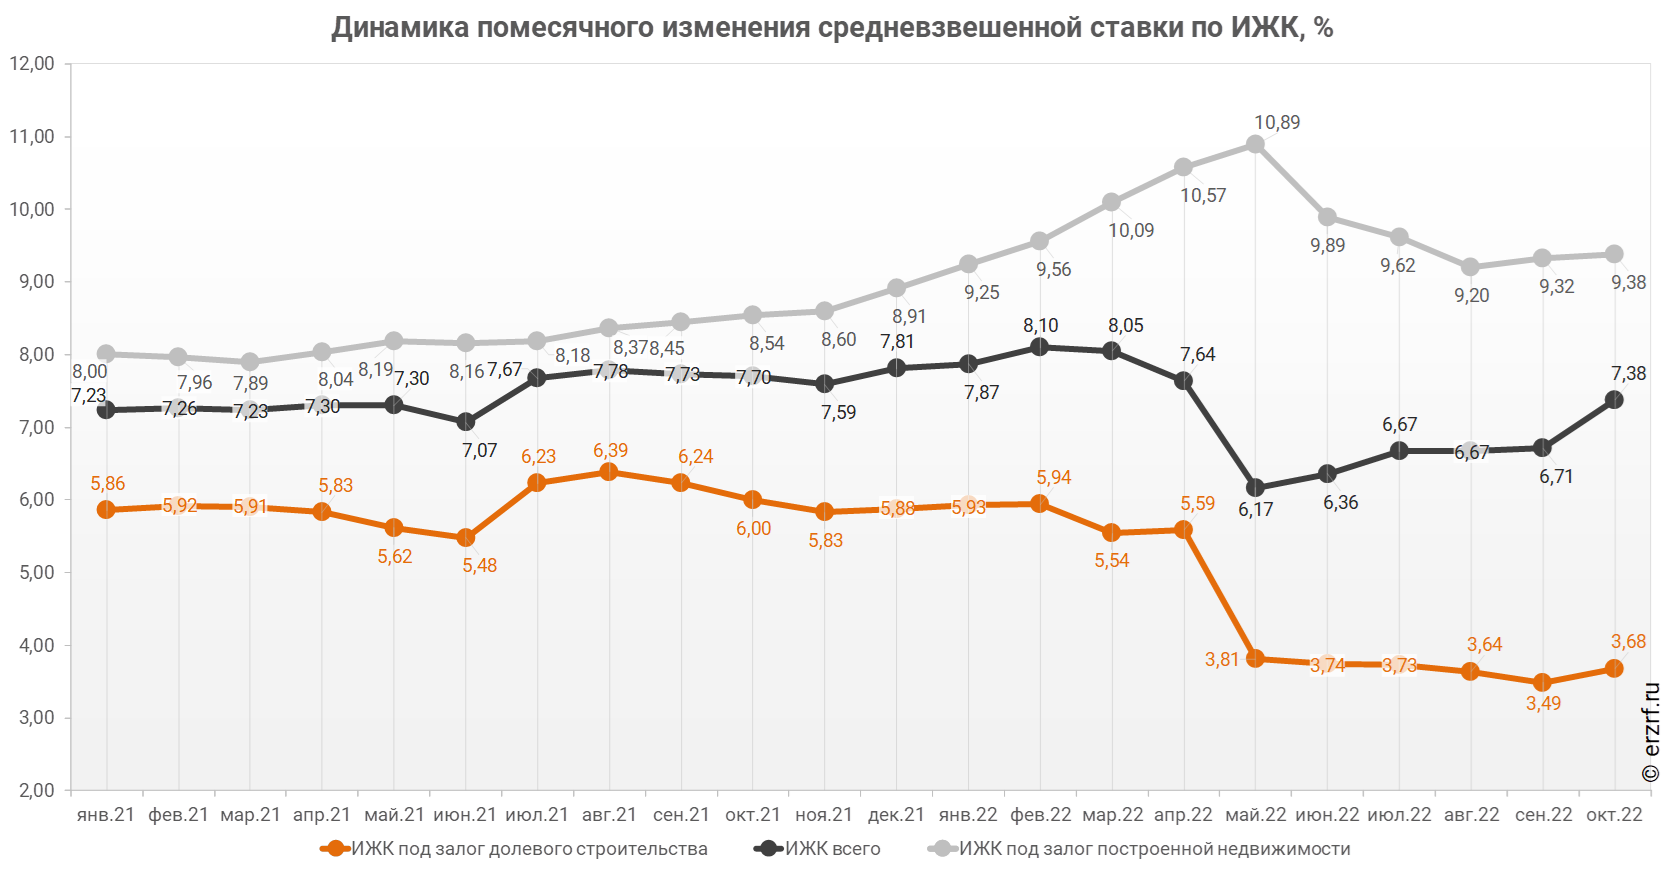 Динамика помесячного изменения средневзвешенной ставки по ИЖК, %
12,00
11,00
10,00
9,00
8,00
7,00
6,00
5,00
4,00
3,00
2,00
8,00 7,96 7,89 8,04 8,19 8,16 8,18 8,37 8,45 8,54 8,60 8,91 9,25 9,56 10,09 10,57 10,89 9,89 9,62 9,20 9,32 9,38
7,23 7,26 7,23 7,30 7,30 7,07 7,67 7,78 7,73 7,70 7,59 7,81 7,87 8,10 8,05 7,64 6,17 6,36 6,67 6,67 6,71 7,38
5,86 5,92 5,91 5,83 5,62 5,48 6,23 6,39 6,24 6,00 5,83 5,88 5,93 5,94 5,54 5,59 3,81 3,74 3,73 3,64 3,49 3,68
янв.21 фев.21 мар.21 апр.21 май.21 июн.21 июл.21 авг.21 сен.21 окт.21 ноя.21 дек.21 янв.22 фев.22 мар.22 апр.22 май.22 июн.22 июл.22 авг.22 сен.22 окт.22
ИЖК под залог долевого строительства ИЖК всего ИЖК под залог построенной недвижимости
© erzrf.ru